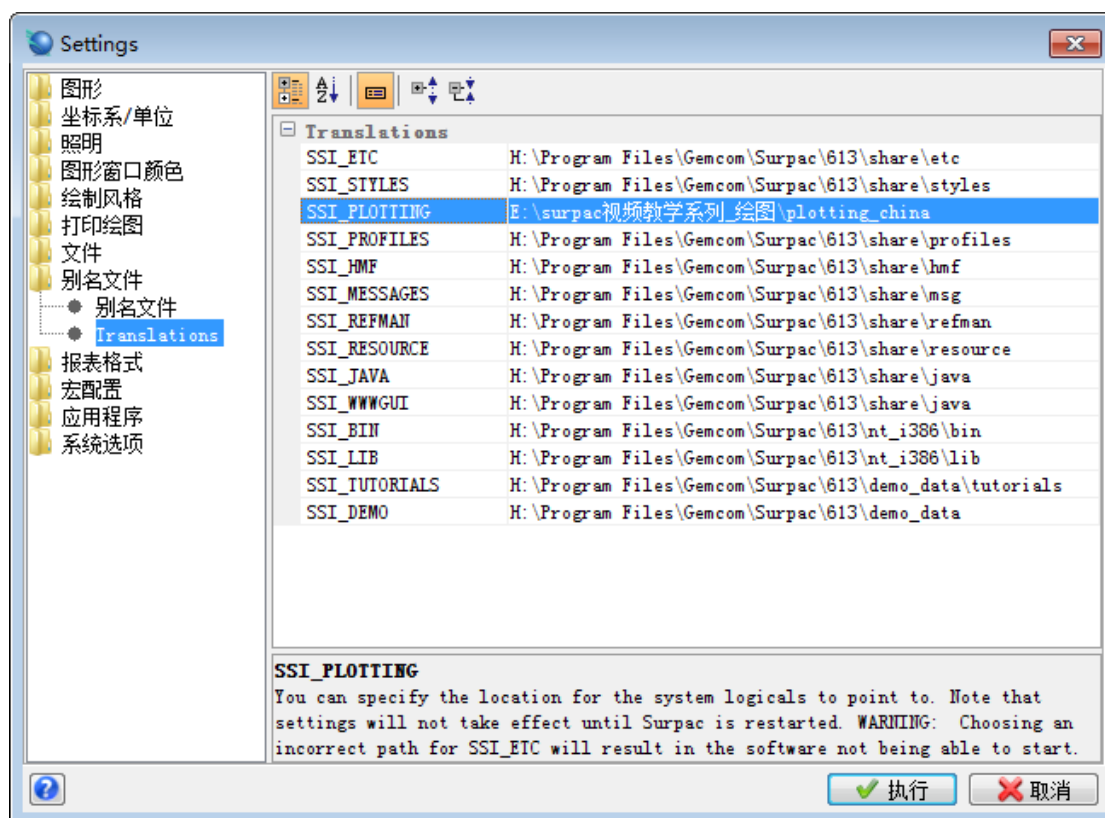 Settings
图形
坐标系/单位
照明
图形窗口颜色
绘制风格
打印绘图
文件
别名文件
别名文件
Translations
报表格式
宏配置
应用程序
系统选项
Translations
SSI_ETC H:\Program Files\Gemcom\Surpac\613\share\etc
SSI_STYLES H:\Program Files\Gemcom\Surpac\613\share\styles
SSI_PLOTTING E:\surpac视频教学系列_绘图\plotting_china
SSI_PROFILES H:\Program Files\Gemcom\Surpac\613\share\profiles
SSI_HMF H:\Program Files\Gemcom\Surpac\613\share\hmf
SSI_MESSAGES H:\Program Files\Gemcom\Surpac\613\share\msg
SSI_REFMAN H:\Program Files\Gemcom\Surpac\613\share\refman
SSI_RESOURCE H:\Program Files\Gemcom\Surpac\613\share\resource
SSI_JAVA H:\Program Files\Gemcom\Surpac\613\share\java
SSI_WWWGUI H:\Program Files\Gemcom\Surpac\613\share\java
SSI_BIN H:\Program Files\Gemcom\Surpac\613\nt_i386\bin
SSI_LIB H:\Program Files\Gemcom\Surpac\613\nt_i386\lib
SSI_TUTORIALS H:\Program Files\Gemcom\Surpac\613\demo_data\tutorials
SSI_DEMO H:\Program Files\Gemcom\Surpac\613\demo_data
SSI_PLOTTING
You can specify the location for the system logicals to point to. Note that
settings will not take effect until Surpac is restarted. WARNING: Choosing an
incorrect path for SSI_ETC will result in the software not being able to start.
执行
取消